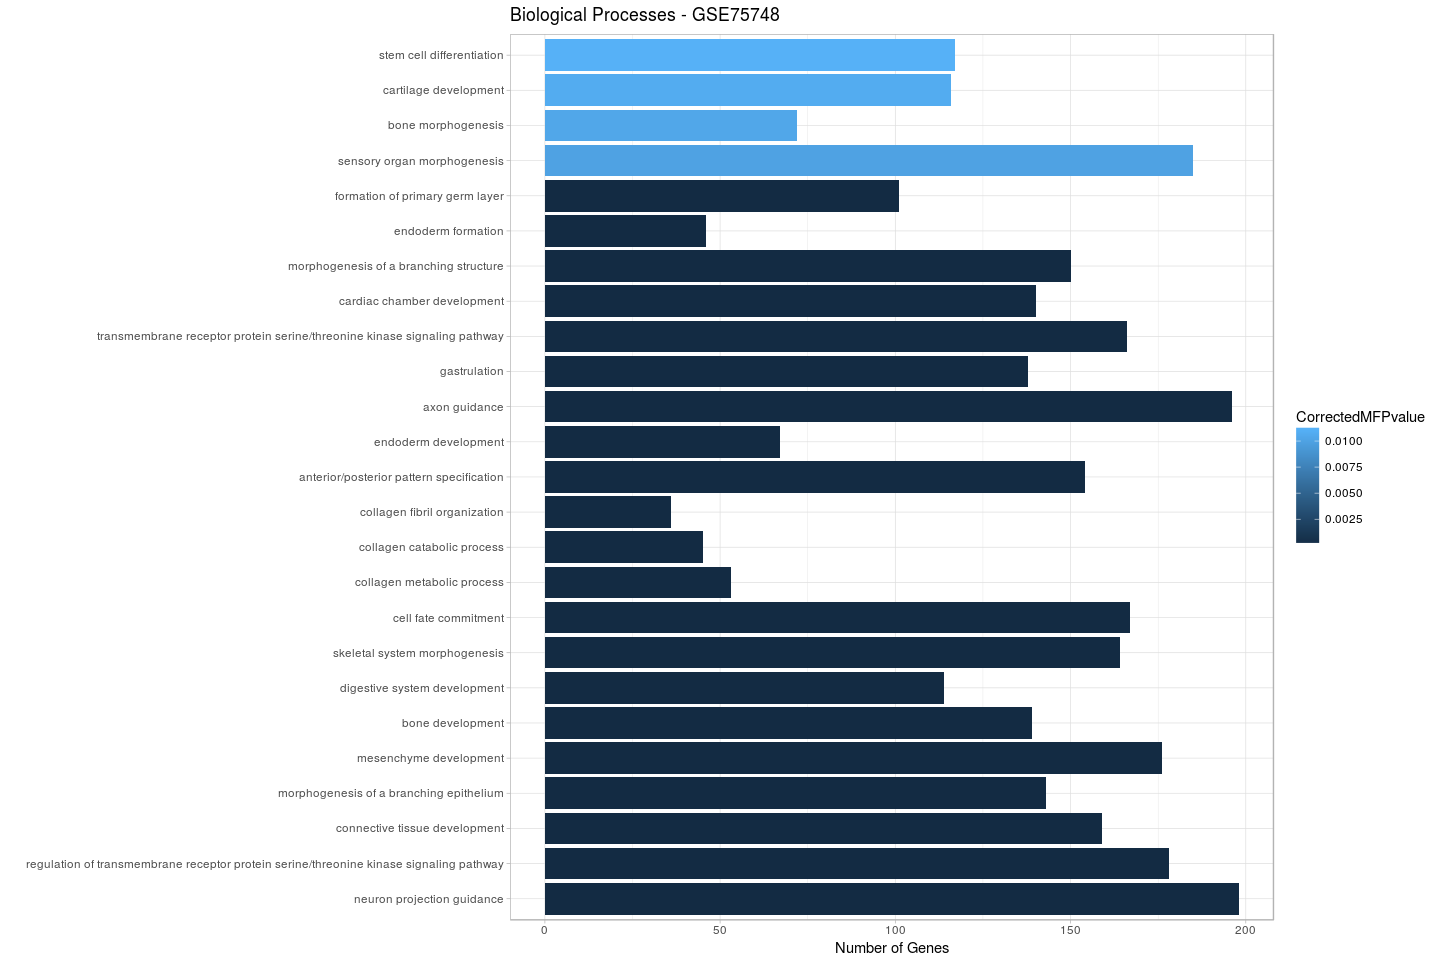 Biological Processes - GSE75748
stem cell differentiation
cartilage development
bone morphogenesis
sensory organ morphogenesis
formation of primary germ layer
endoderm formation
morphogenesis of a branching structure
cardiac chamber development
transmembrane receptor protein serine/threonine kinase signaling pathway
gastrulation
axon guidance
endoderm development
anterior/posterior pattern specification
collagen fibril organization
collagen catabolic process
collagen metabolic process
cell fate commitment
skeletal system morphogenesis
digestive system development
bone development
mesenchyme development
morphogenesis of a branching epithelium
connective tissue development
regulation of transmembrane receptor protein serine/threonine kinase signaling pathway
neuron projection guidance
0 50 100 150 200
Number of Genes
CorrectedMFPvalue
0.0100
0.0075
0.0050
0.0025